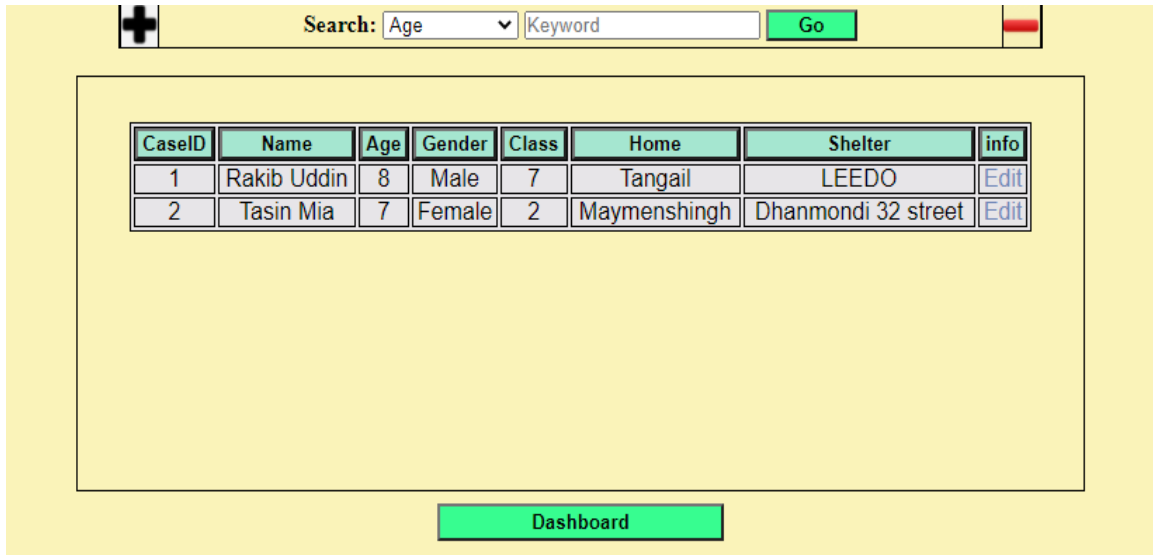 Search: Age Keyword Go
CaseID Name Age Gender Class Home Shelter info
1 Rakib Uddin 8 Male 7 Tangail LEEDO Edit
2 Tasin Mia 7 Female 2 Maymenshingh Dhanmondi 32 street Edit
Dashboard